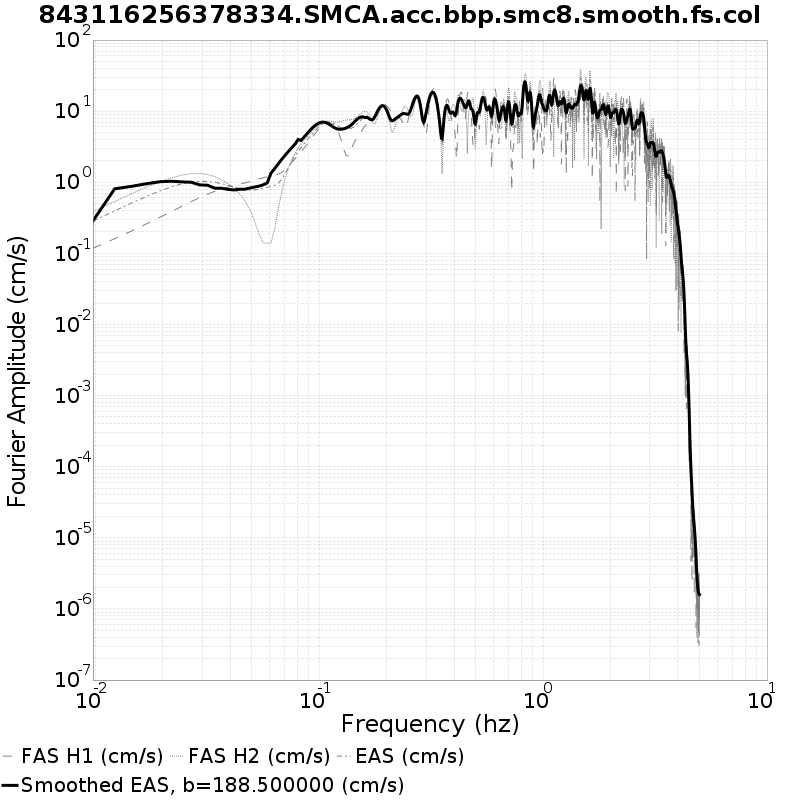 843116256378334.SMCA.acc.bbp.smc8.smooth.fs.col
10^2
10^1
10^0
10^-1
10^-2
10^-3
10^-4
10^-5
10^-6
10^-7
Fourier Amplitude (cm/s)
10^-2 10^-1 10^0 10^1
Frequency (hz)
FAS H1 (cm/s) FAS H2 (cm/s) EAS (cm/s)
Smoothed EAS, b=188.500000 (cm/s)